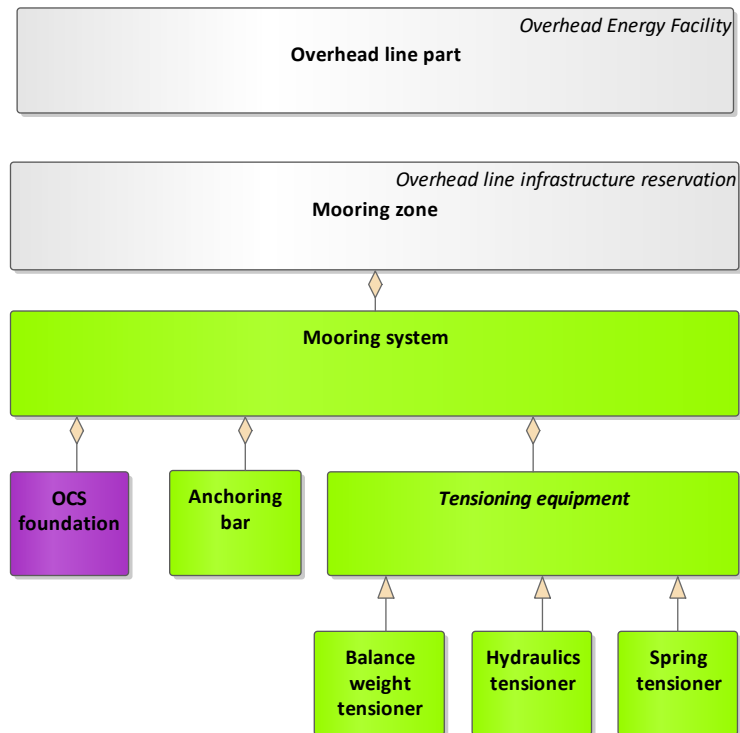 Overhead Energy Facility
Overhead line part
Overhead line infrastructure reservation
Mooring zone
Mooring system
OCS
foundation
Anchoring
bar
Tensioning equipment
Balance
weight
tensioner
Hydraulics
tensioner
Spring
tensioner